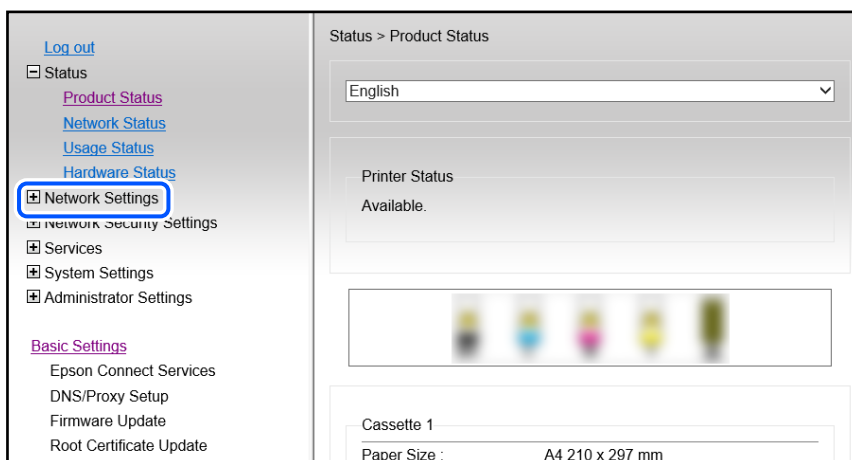 Log out
Status
Product Status
Network Status
Usage Status
Hardware Status
Network Settings
Network Security Settings
Services
System Settings
Administrator Settings
Basic Settings
Epson Connect Services
DNS/Proxy Setup
Firmware Update
Root Certificate Update
Status > Product Status
English
Printer Status
Available.
Cassette 1
Paper Size : A4 210 x 297 mm